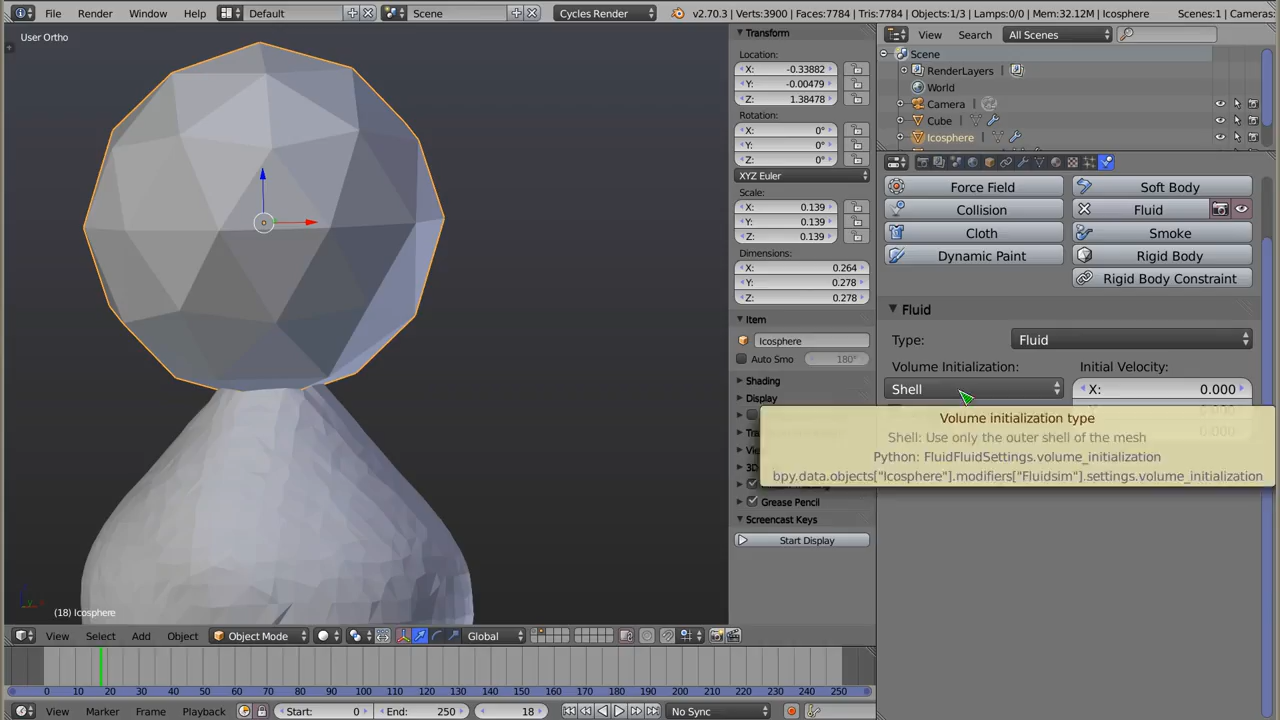 File Render Window Help Default Scene Cycles Render v2.70.3 | Verts:3900 | Faces:7784 | Tris:7784 | Objects:1/3 | Lamps:0/0 | Mem:32.12M | Icosphere Scenes:1 | Cameras:
User Ortho
(18) Icosphere
View Select Add Object Object Mode Global
Transform
Location:
X: -0.33882
Y: -0.00479
Z: 1.38478
Rotation:
X: 0°
Y: 0°
Z: 0°
XYZ Euler
Scale:
X: 0.139
Y: 0.139
Z: 0.139
Dimensions:
X: 0.264
Y: 0.278
Z: 0.278
Item
Icosphere
Auto Smo 180°
Shading
Display
Grease Pencil
Screencast Keys
Start Display
View Search All Scenes
Scene
RenderLayers
World
Camera
Cube
Icosphere
Force Field Soft Body
Collision Fluid
Cloth Smoke
Dynamic Paint Rigid Body
Rigid Body Constraint
Fluid
Type: Fluid
Volume Initialization: Initial Velocity:
Shell X: 0.000
Volume initialization type
Shell: Use only the outer shell of the mesh
Python: FluidFluidSettings.volume_initialization
bpy.data.objects["Icosphere"].modifiers["Fluidsim"].settings.volume_initialization
0 10 20 30 40 50 60 70 80 90 100 110 120 130 140 150 160 170 180 190 200 210 220 230 240 250
View Marker Frame Playback Start: 0 End: 250 18 No Sync